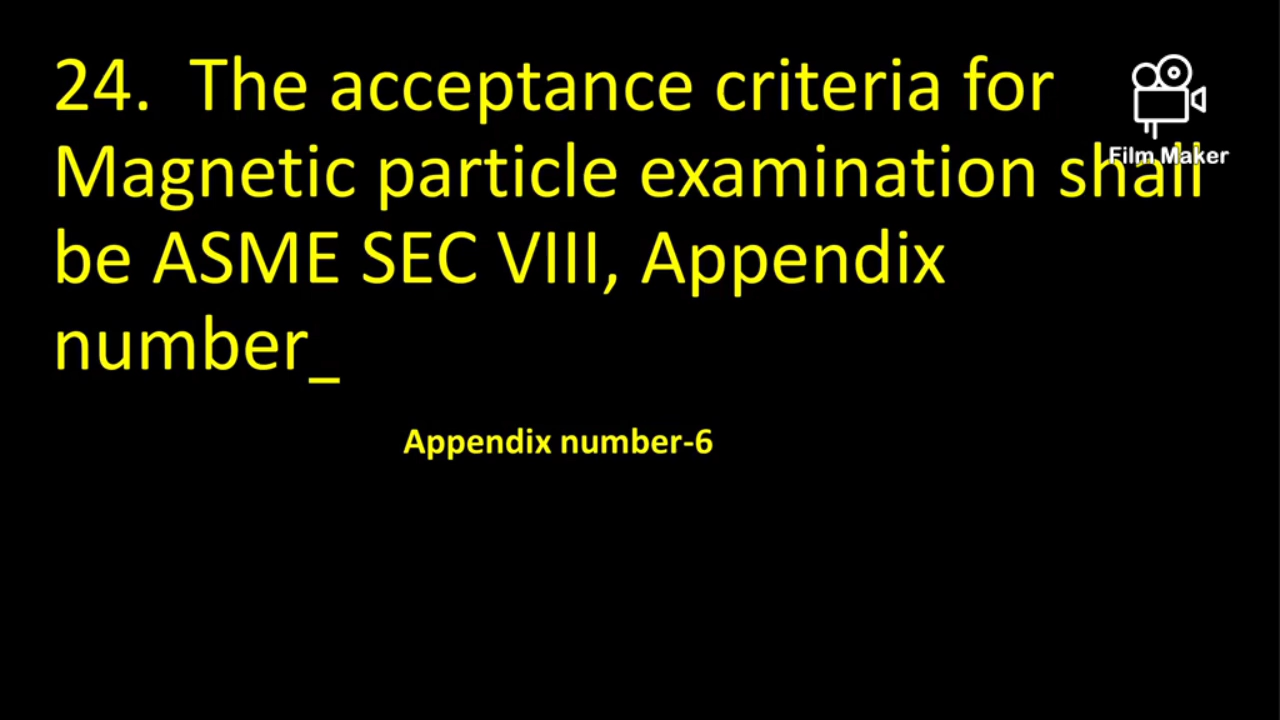 24.  The acceptance criteria for
Magnetic particle examination shall
be ASME SEC VIII, Appendix
number_
Appendix number-6
Film Maker